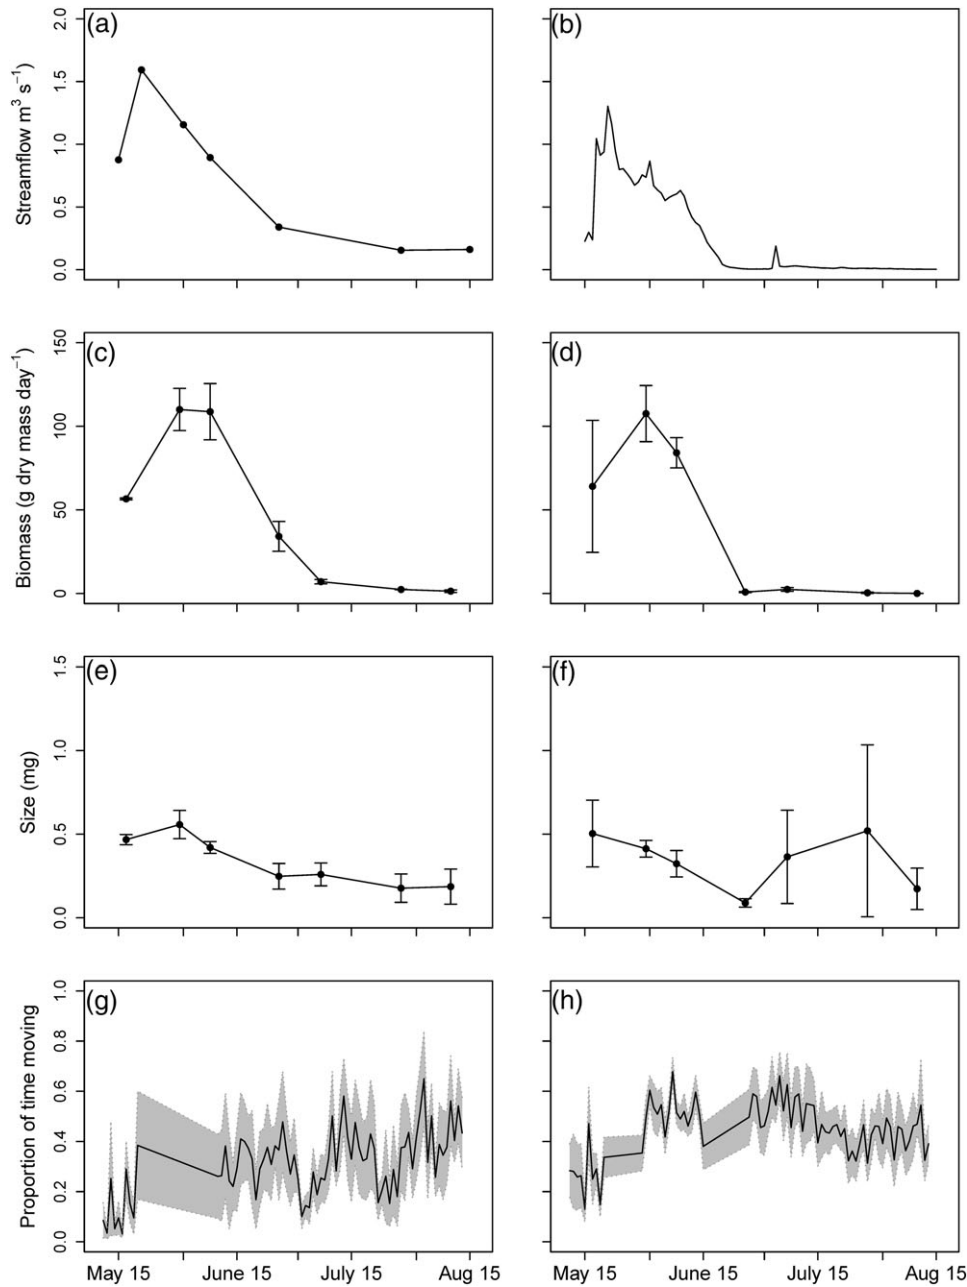 (a)
(b)
Streamflow m³ s⁻¹
2.0
1.5
1.0
0.5
0.0
(c)
(d)
Biomass (g dry mass day⁻¹)
150
100
50
0
(e)
(f)
Size (mg)
1.5
1.0
0.5
0.0
(g)
(h)
Proportion of time moving
1.0
0.8
0.6
0.4
0.2
0.0
May 15 June 15 July 15 Aug 15
May 15 June 15 July 15 Aug 15